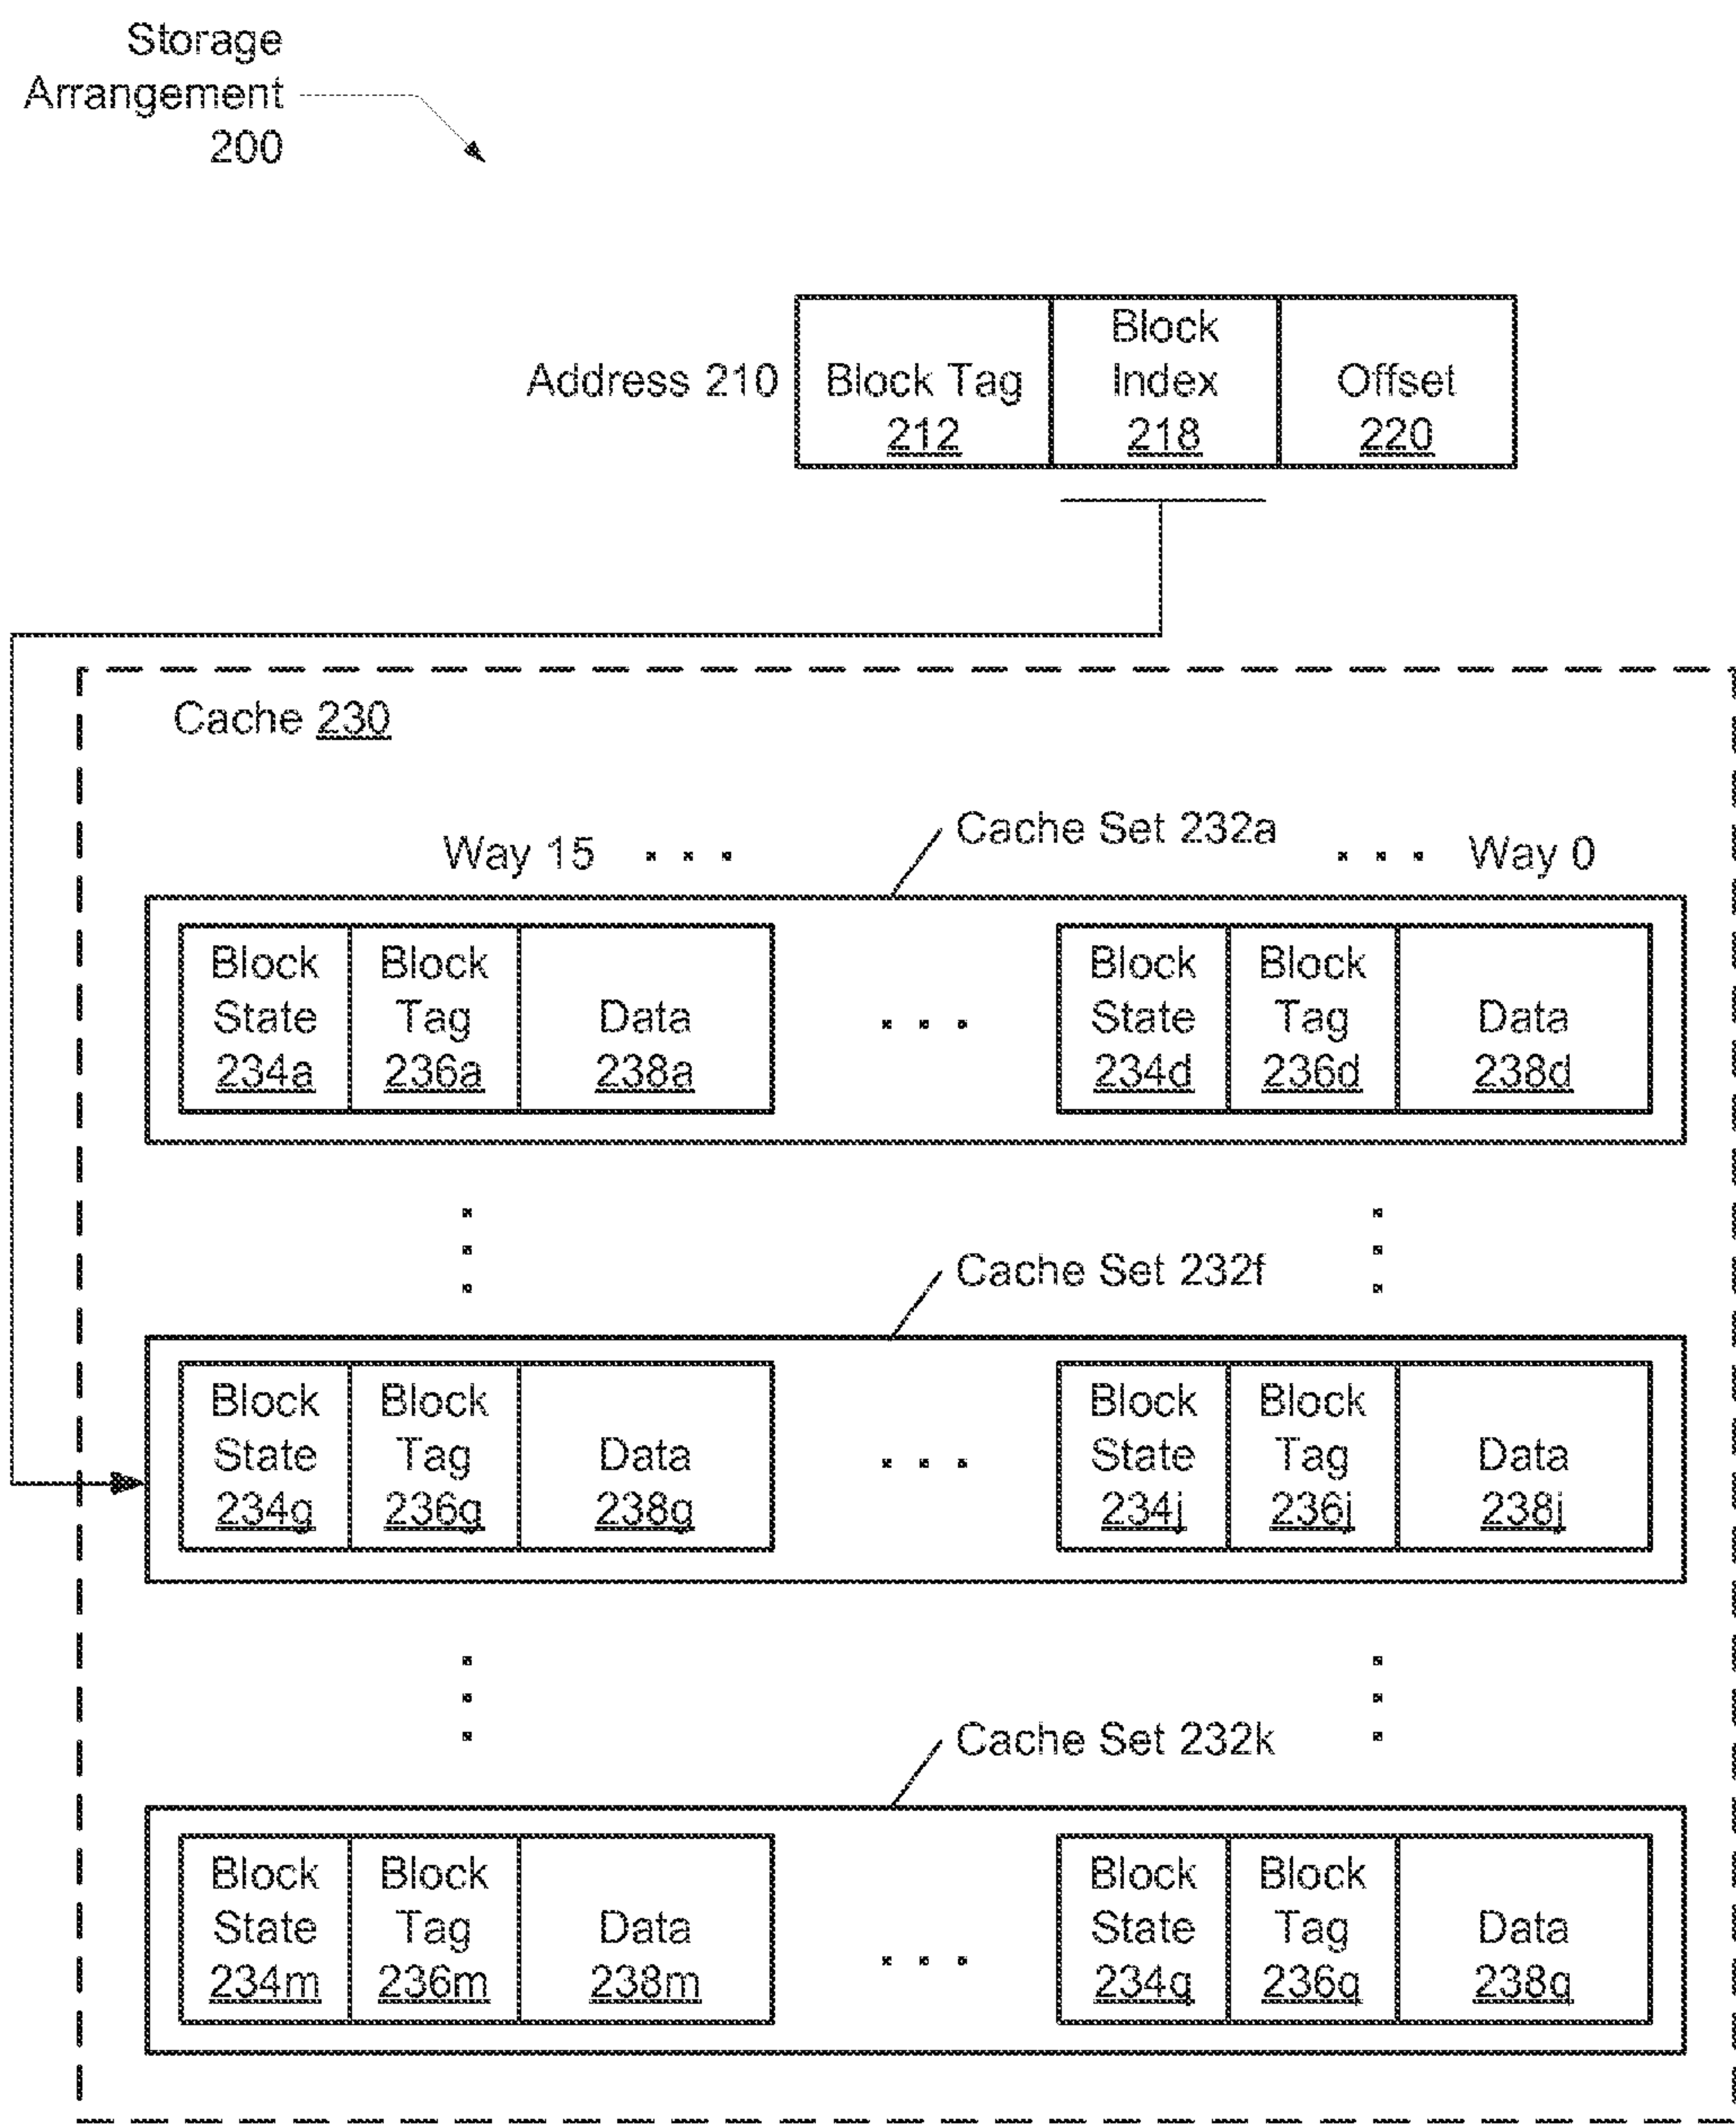 Storage
Arrangement
200
Block
Address 210 Block Tag Index Offset
212 218 220
Cache 230
Cache Set 232a
Way 15 . . . . . . Way 0
Block Block Block Block
State Tag Data . . . State Tag Data
234a 236a 238a 234d 236d 238d
Cache Set 232f
Block Block Block Block
State Tag Data . . . State Tag Data
234g 236g 238g 234j 236j 238j
Cache Set 232k
Block Block Block Block
State Tag Data . . . State Tag Data
234m 236m 238m 234q 236q 238q